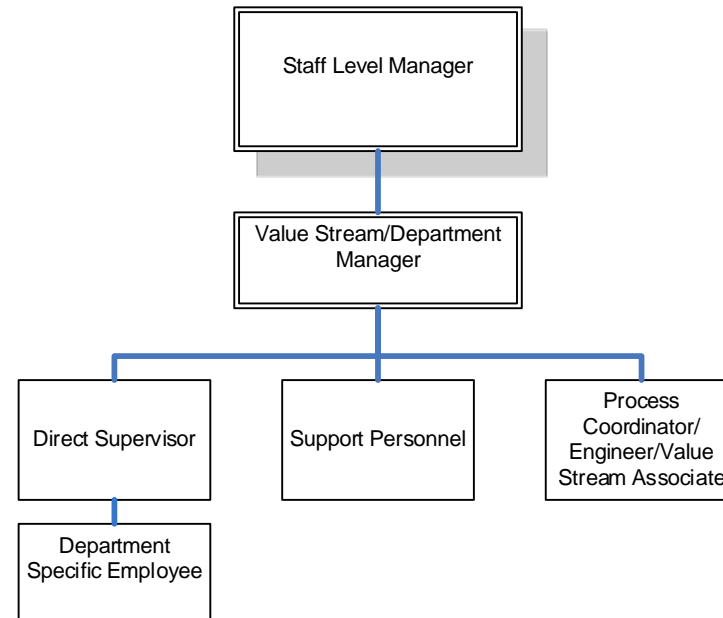 Staff Level Manager
Value Stream/Department
Manager
Direct Supervisor
Support Personnel
Process
Coordinator/
Engineer/Value
Stream Associate
Department
Specific Employee